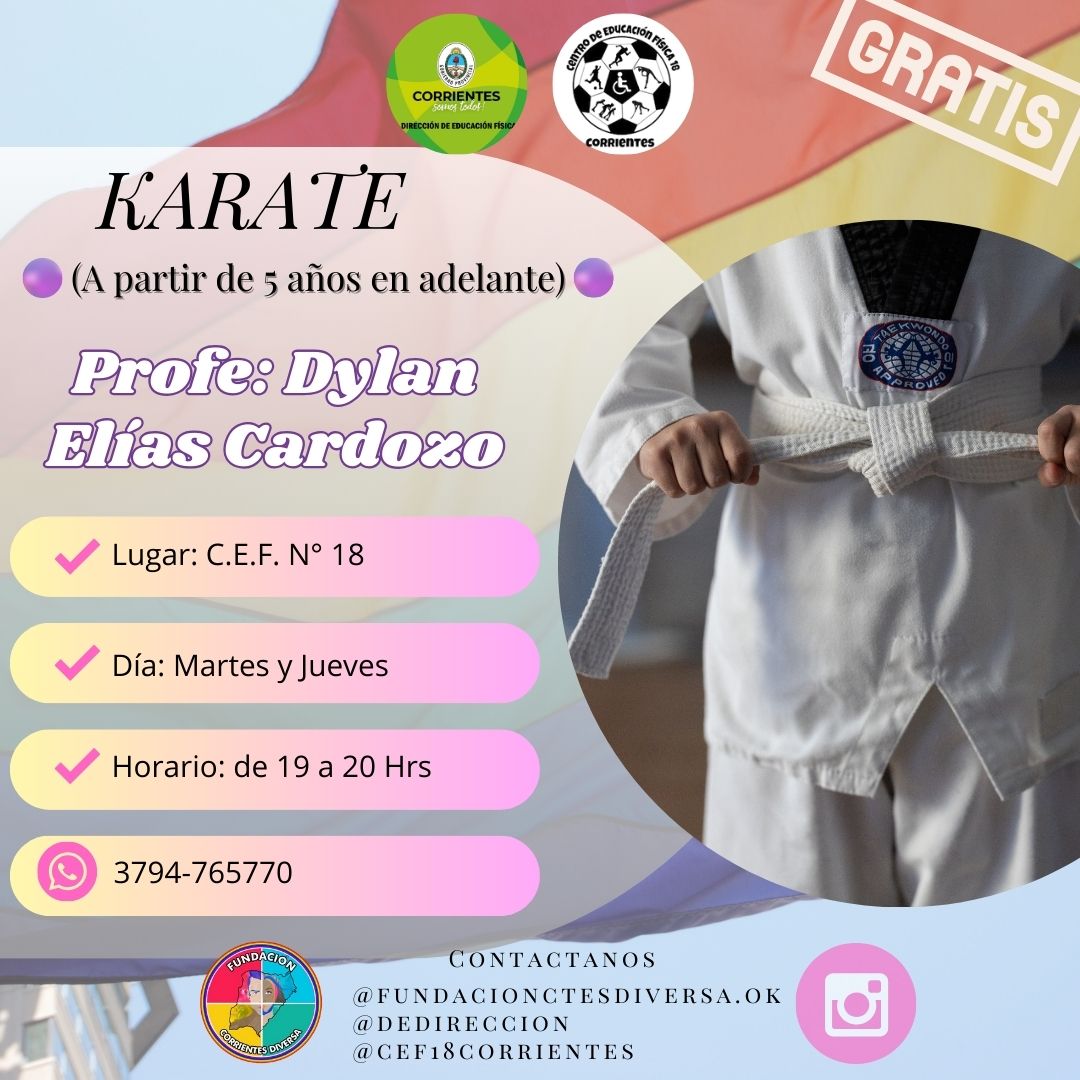 CORRIENTES
somos todos!
DIRECCIÓN DE EDUCACIÓN FÍSICA
CENTRO DE EDUCACIÓN FÍSICA 18
CORRIENTES
GRATIS
KARATE
(A partir de 5 años en adelante)
Profe: Dylan
Elías Cardozo
TAEKWONDO
APPROVED
Lugar: C.E.F. N° 18
Día: Martes y Jueves
Horario: de 19 a 20 Hrs
3794-765770
FUNDACION
CORRIENTES DIVERSA
CONTACTANOS
@FUNDACIONCTESDIVERSA.OK
@DEDIRECCION
@CEF18CORRIENTES